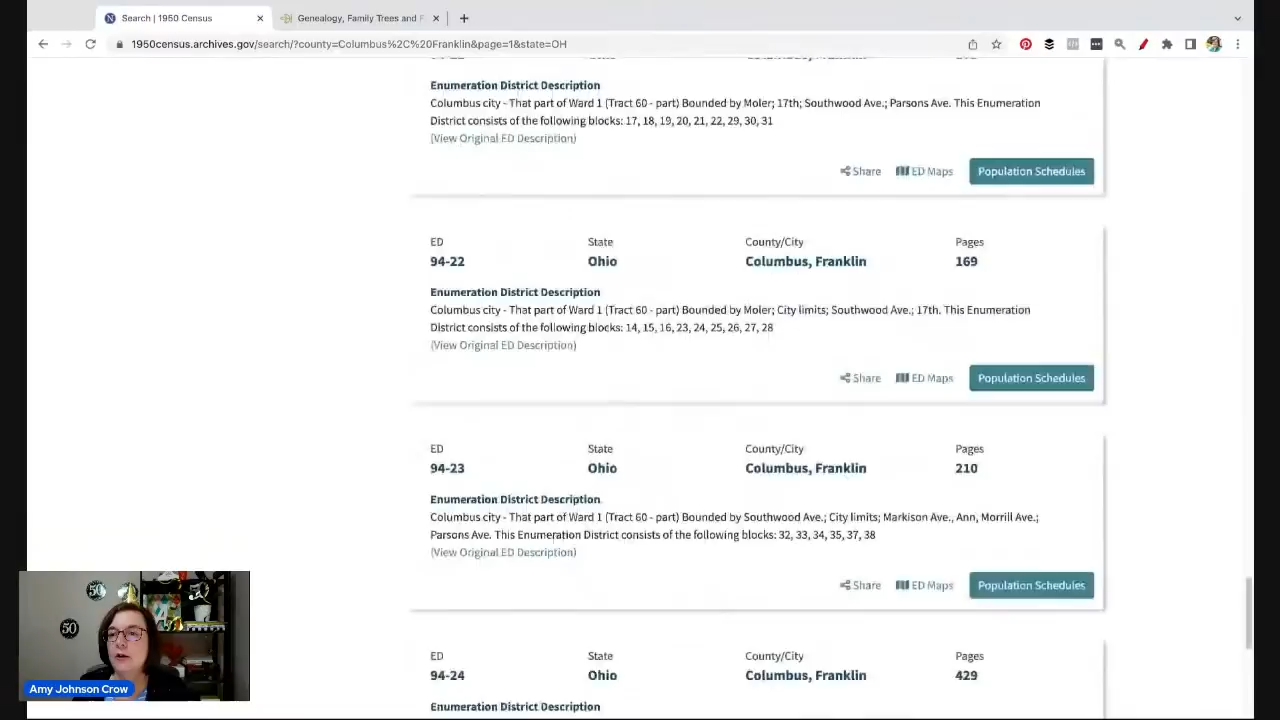 Search | 1950 Census
Genealogy, Family Trees and F
1950census.archives.gov/search/?county=Columbus%2C%20Franklin&page=1&state=OH
Enumeration District Description
Columbus city - That part of Ward 1 (Tract 60 - part) Bounded by Moler; 17th; Southwood Ave.; Parsons Ave. This Enumeration
District consists of the following blocks: 17, 18, 19, 20, 21, 22, 29, 30, 31
(View Original ED Description)
Share ED Maps Population Schedules
ED State County/City Pages
94-22 Ohio Columbus, Franklin 169
Enumeration District Description
Columbus city - That part of Ward 1 (Tract 60 - part) Bounded by Moler; City limits; Southwood Ave.; 17th. This Enumeration
District consists of the following blocks: 14, 15, 16, 23, 24, 25, 26, 27, 28
(View Original ED Description)
Share ED Maps Population Schedules
ED State County/City Pages
94-23 Ohio Columbus, Franklin 210
Enumeration District Description
Columbus city - That part of Ward 1 (Tract 60 - part) Bounded by Southwood Ave.; City limits; Markison Ave., Ann, Morrill Ave.;
Parsons Ave. This Enumeration District consists of the following blocks: 32, 33, 34, 35, 37, 38
(View Original ED Description)
Share ED Maps Population Schedules
ED State County/City Pages
94-24 Ohio Columbus, Franklin 429
Enumeration District Description
50
50
Amy Johnson Crow